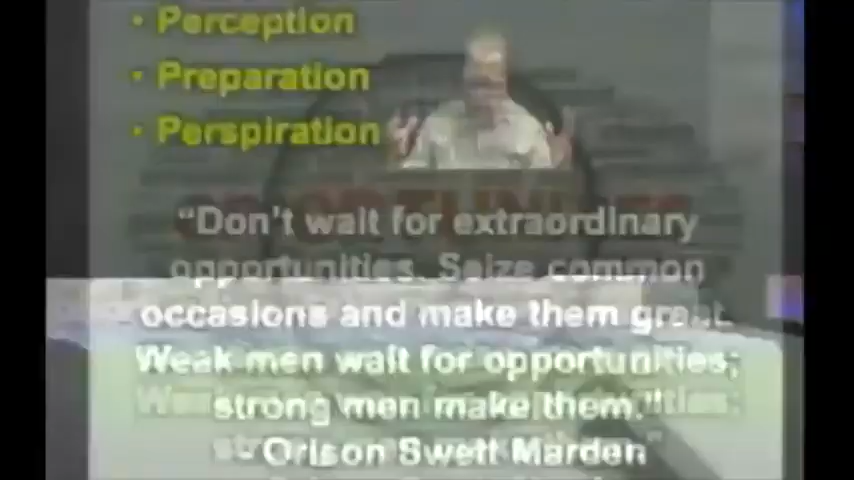 • Perception
• Preparation
• Perspiration
“Don't wait for extraordinary
opportunities. Seize common
occasions and make them great.
Weak men wait for opportunities;
strong men make them."
- Orison Swett Marden